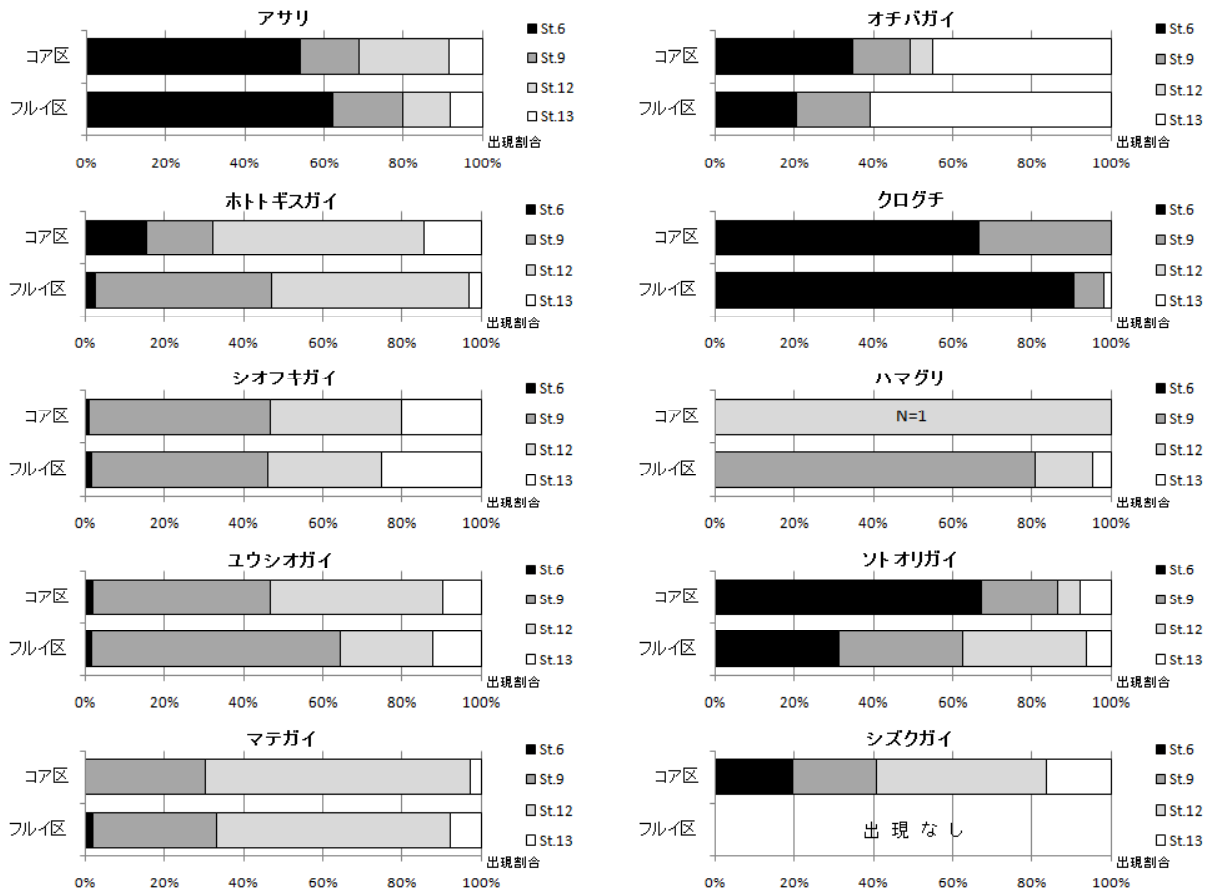 アサリ
コア区
フルイ区
0% 20% 40% 60% 80% 100%
出現割合
■ St.6
■ St.9
□ St.12
□ St.13
オチバガイ
コア区
フルイ区
0% 20% 40% 60% 80% 100%
出現割合
■ St.6
■ St.9
□ St.12
□ St.13
ホトトギスガイ
コア区
フルイ区
0% 20% 40% 60% 80% 100%
出現割合
■ St.6
■ St.9
□ St.12
□ St.13
クログチ
コア区
フルイ区
0% 20% 40% 60% 80% 100%
出現割合
■ St.6
■ St.9
□ St.12
□ St.13
シオフキガイ
コア区
フルイ区
0% 20% 40% 60% 80% 100%
出現割合
■ St.6
■ St.9
□ St.12
□ St.13
ハマグリ
コア区
N=1
フルイ区
0% 20% 40% 60% 80% 100%
出現割合
■ St.6
■ St.9
□ St.12
□ St.13
ユウシオガイ
コア区
フルイ区
0% 20% 40% 60% 80% 100%
出現割合
■ St.6
■ St.9
□ St.12
□ St.13
ソトオリガイ
コア区
フルイ区
0% 20% 40% 60% 80% 100%
出現割合
■ St.6
■ St.9
□ St.12
□ St.13
マテガイ
コア区
フルイ区
0% 20% 40% 60% 80% 100%
出現割合
■ St.6
■ St.9
□ St.12
□ St.13
シズクガイ
コア区
フルイ区
出 現 な し
0% 20% 40% 60% 80% 100%
出現割合
■ St.6
■ St.9
□ St.12
□ St.13